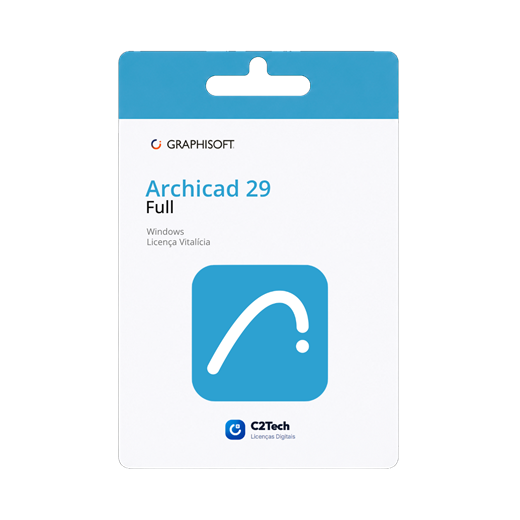 GRAPHISOFT
Archicad 29
Full
Windows
Licença Vitalícia
C2Tech
Licenças Digitais